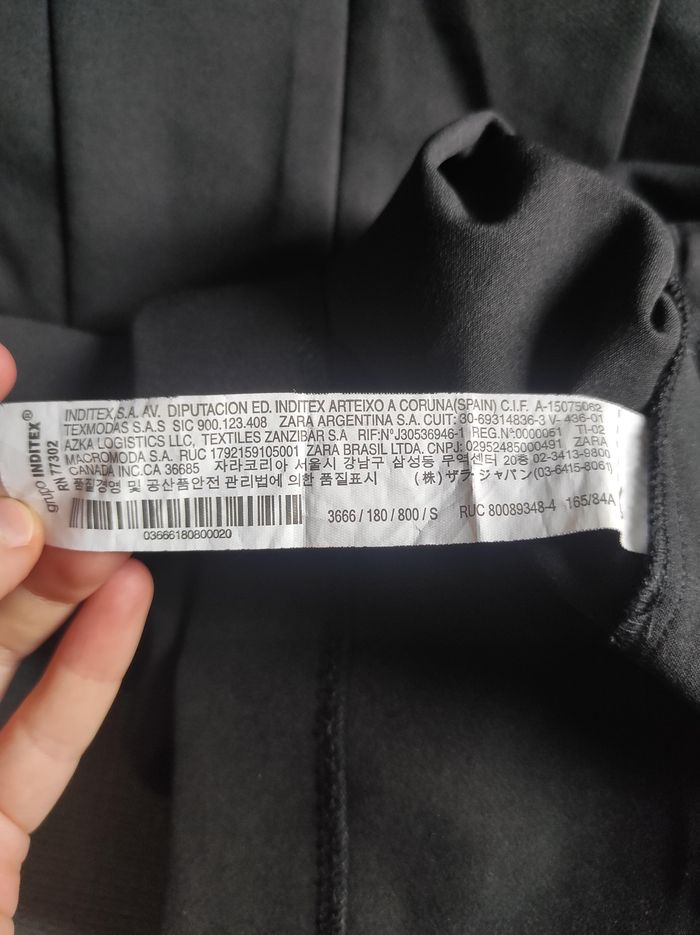 grupo INDITEX®
RN 77302
INDITEX,S.A. AV. DIPUTACION ED. INDITEX ARTEIXO A CORUNA(SPAIN) C.I.F. A-15075062
TEXMODAS S.A.S SIC 900.123.408 ZARA ARGENTINA S.A. CUIT: 30-69314836-3 V- 436-01
AZKA LOGISTICS LLC, TEXTILES ZANZIBAR S.A RIF:NºJ30536946-1 REG.Nº:0000061 TI-02
MACROMODA S.A. RUC 1792159105001 ZARA BRASIL LTDA. CNPJ: 02952485000491 ZARA
CANADA INC.CA 36685 자라코리아 서울시 강남구 삼성동 무역센터 20층 02-3413-9800
품질경영 및 공산품안전 관리법에 의한 품질표시 (株) ザラ ジャパン (03-6415-8061)
3666 / 180 / 800 / S RUC 80089348-4 165/84A
03666180800020